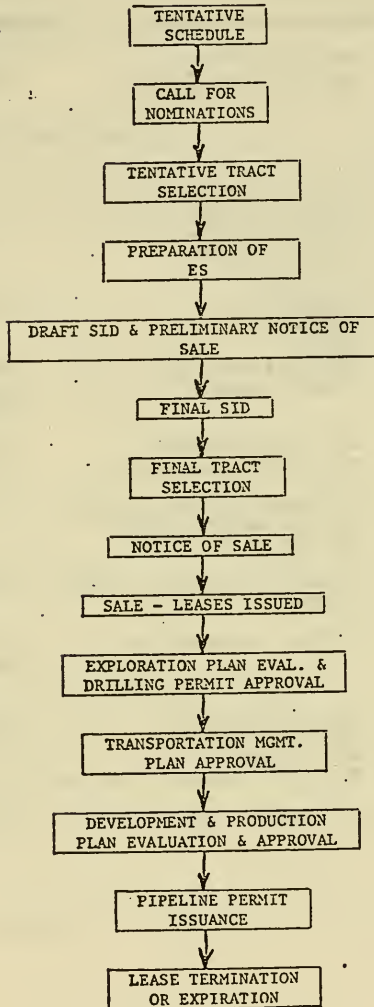 TENTATIVE
SCHEDULE
CALL FOR
NOMINATIONS
TENTATIVE TRACT
SELECTION
PREPARATION OF
ES
DRAFT SID & PRELIMINARY NOTICE OF
SALE
FINAL SID
FINAL TRACT
SELECTION
NOTICE OF SALE
SALE - LEASES ISSUED
EXPLORATION PLAN EVAL. &
DRILLING PERMIT APPROVAL
TRANSPORTATION MGMT.
PLAN APPROVAL
DEVELOPMENT & PRODUCTION
PLAN EVALUATION & APPROVAL
PIPELINE PERMIT
ISSUANCE
LEASE TERMINATION
OR EXPIRATION